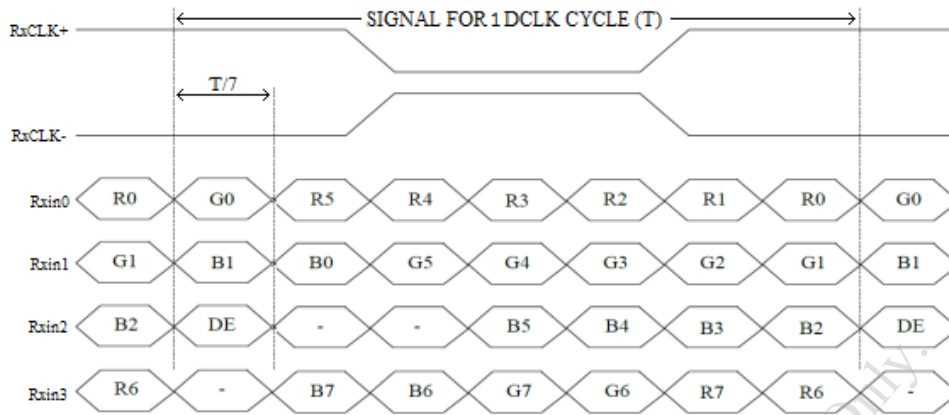 SIGNAL FOR 1 DCLK CYCLE (T)
RxCLK+
T/7
RxCLK-
Rxin0 R0 G0 R5 R4 R3 R2 R1 R0 G0
Rxin1 G1 B1 B0 G5 G4 G3 G2 G1 B1
Rxin2 B2 DE - - B5 B4 B3 B2 DE
Rxin3 R6 - B7 B6 G7 G6 R7 R6 -
Only.